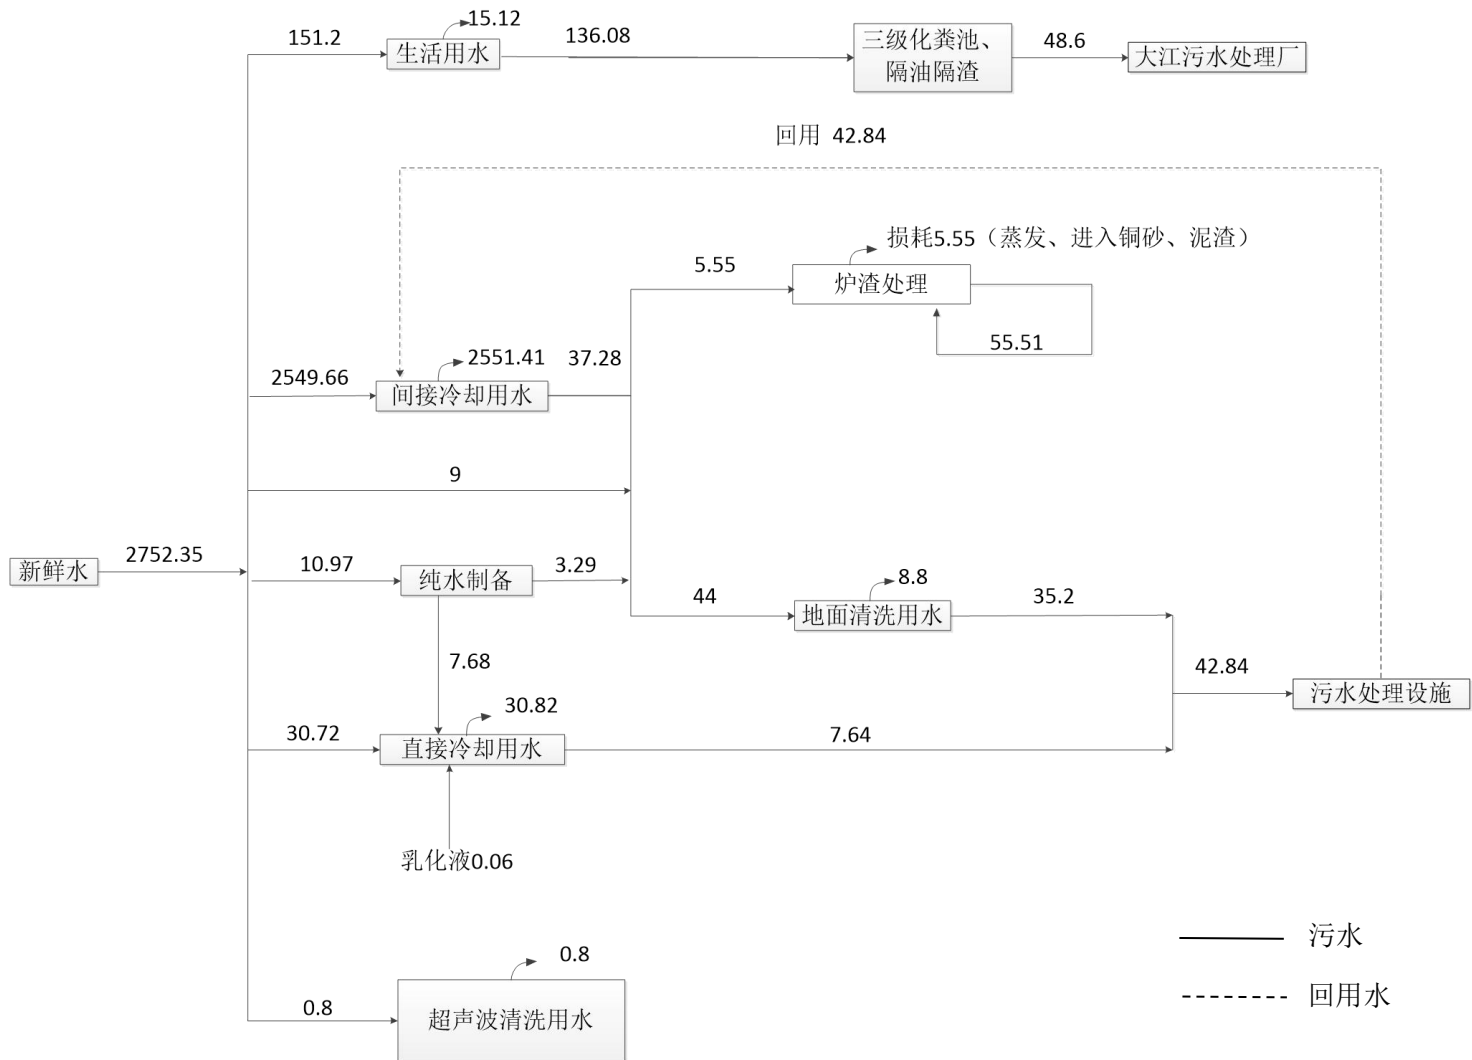 15.12
151.2
生活用水
136.08
三级化粪池、
隔油隔渣
48.6
大江污水处理厂
回用 42.84
损耗5.55（蒸发、进入铜砂、泥渣）
5.55
炉渣处理
55.51
2551.41
37.28
2549.66
间接冷却用水
9
新鲜水
2752.35
10.97
纯水制备
3.29
8.8
44
地面清洗用水
35.2
7.68
42.84
污水处理设施
30.82
30.72
直接冷却用水
7.64
乳化液0.06
污水
0.8
回用水
0.8
超声波清洗用水